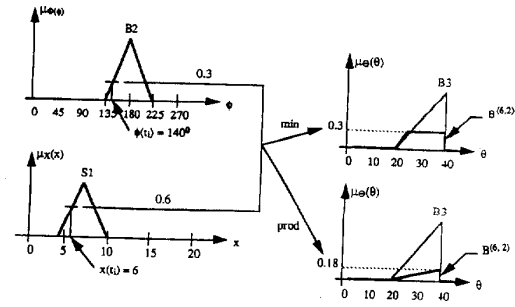 μΦ(ϕ)
B2
0.3
0 45 90 135 180 225 270 ϕ
ϕ(tᵢ) = 140º
μX(x)
S1
0.6
0 5 10 15 20 x
x(tᵢ) = 6
min
prod
μΘ(θ)
B3
B(6,2)
0.3
0 10 20 30 40 θ
μΘ(θ)
B3
B(6, 2)
0.18
0 10 20 30 40 θ